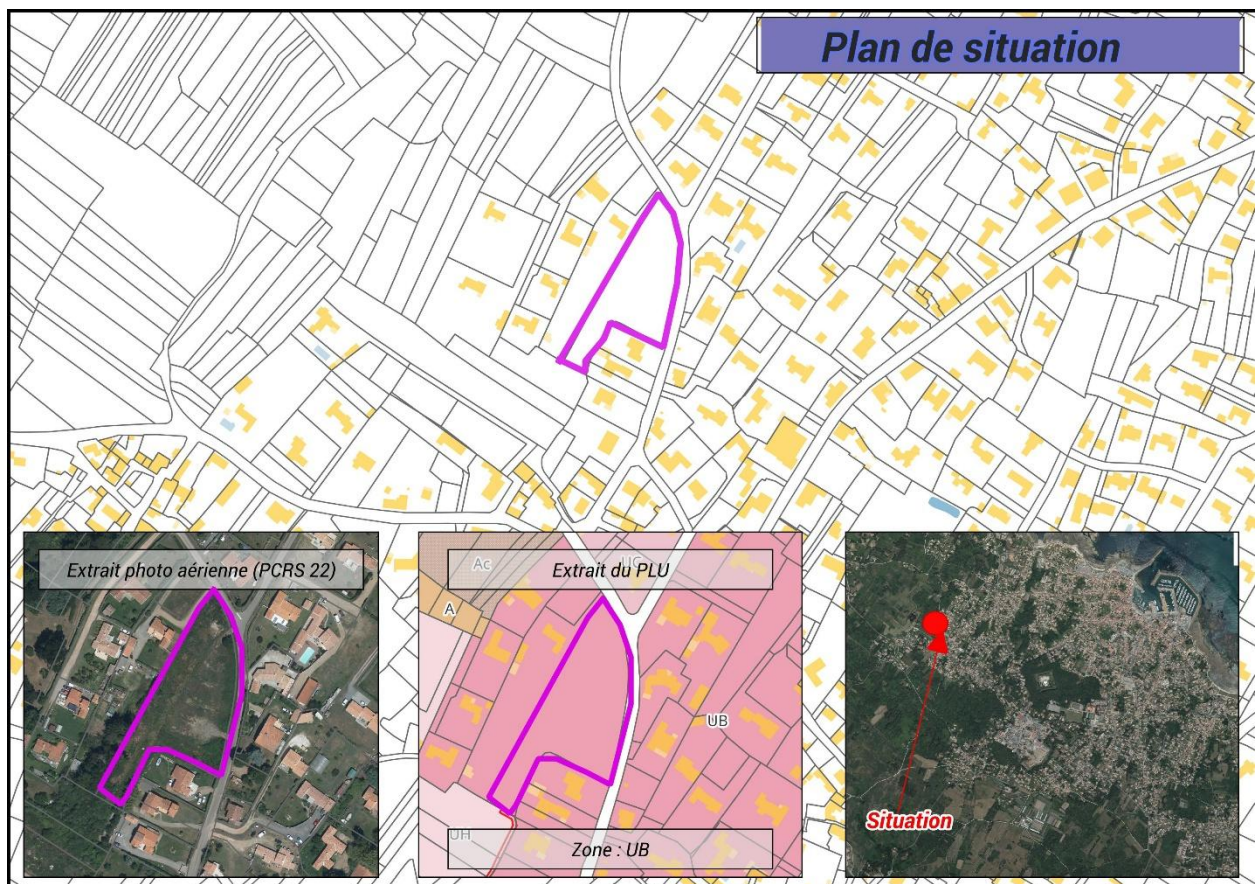 Plan de situation
Extrait photo aérienne (PCRS 22)
Ac
UC
Extrait du PLU
A
UB
UH
Zone : UB
Situation